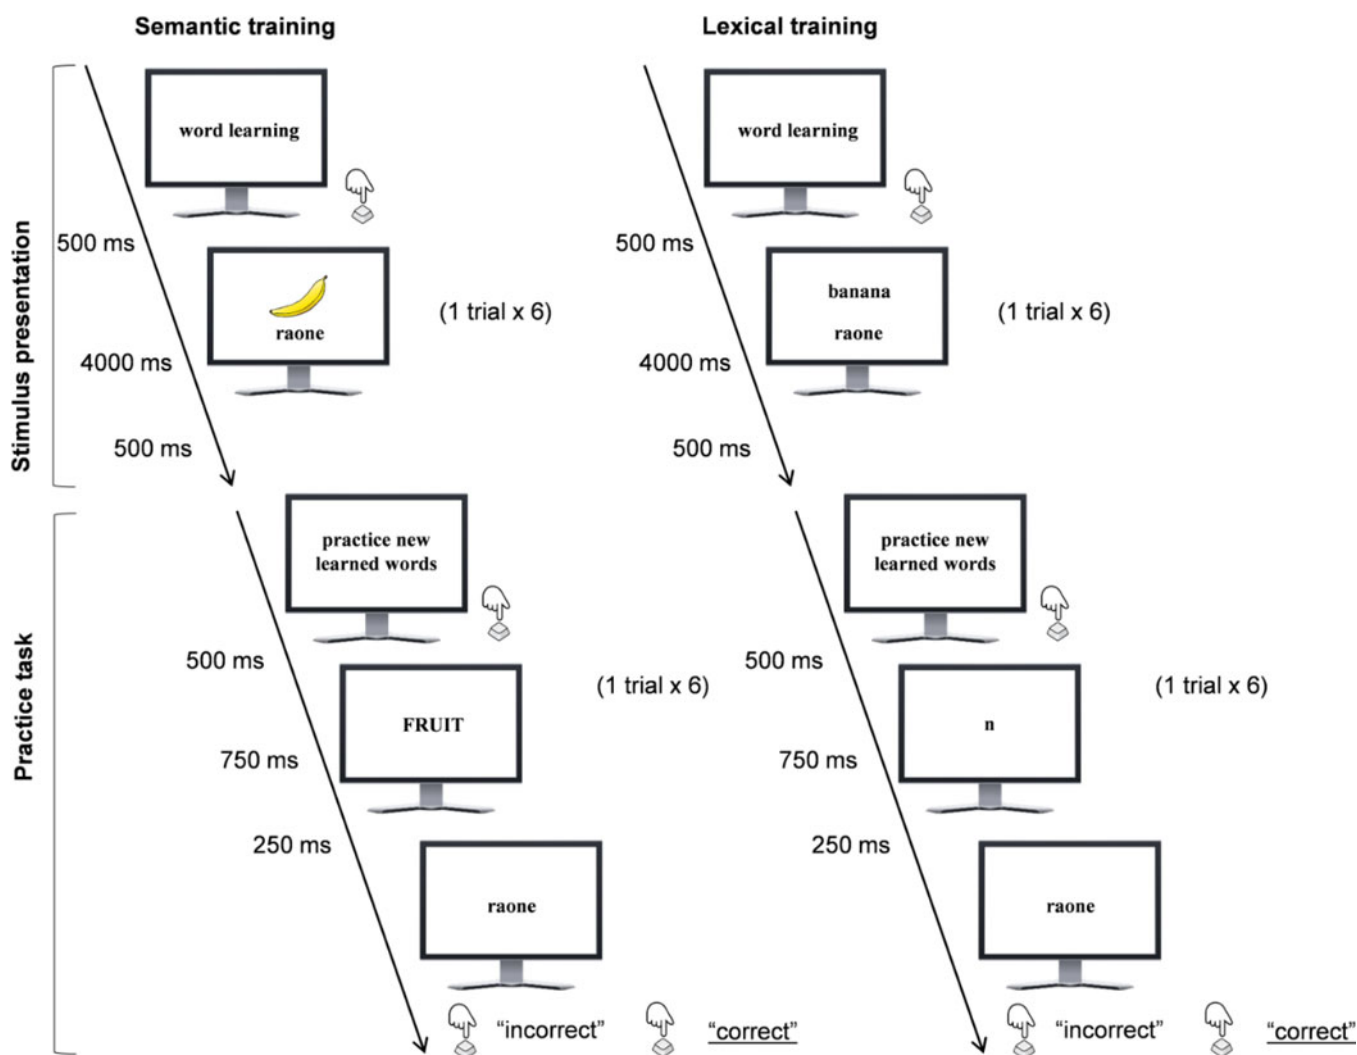 Semantic training
Lexical training
Stimulus presentation
word learning
500 ms
raone
(1 trial x 6)
4000 ms
500 ms
word learning
500 ms
banana
raone
(1 trial x 6)
4000 ms
500 ms
Practice task
practice new
learned words
500 ms
(1 trial x 6)
FRUIT
750 ms
250 ms
raone
"incorrect"
"correct"
practice new
learned words
500 ms
(1 trial x 6)
n
750 ms
250 ms
raone
"incorrect"
"correct"